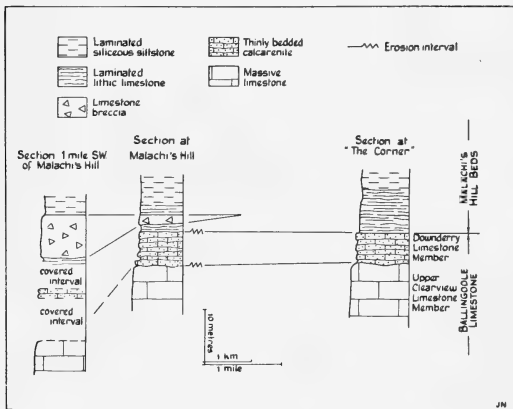 Laminated
siliceous siltstone
Laminated
lithic limestone
Limestone
breccia
Thinly bedded
calcarenite
Massive
limestone
Erosion interval
Section 1 mile SW
of Malachi's Hill
Section at
Malachi's Hill
Section at
"The Corner"
covered
interval
covered
interval
10 metres
1 km
1 mile
Downderry
Limestone
Member
Upper
Clearview
Limestone
Member
MALACHI'S
HILL BEDS
BALLINGOOLE
LIMESTONE
JN